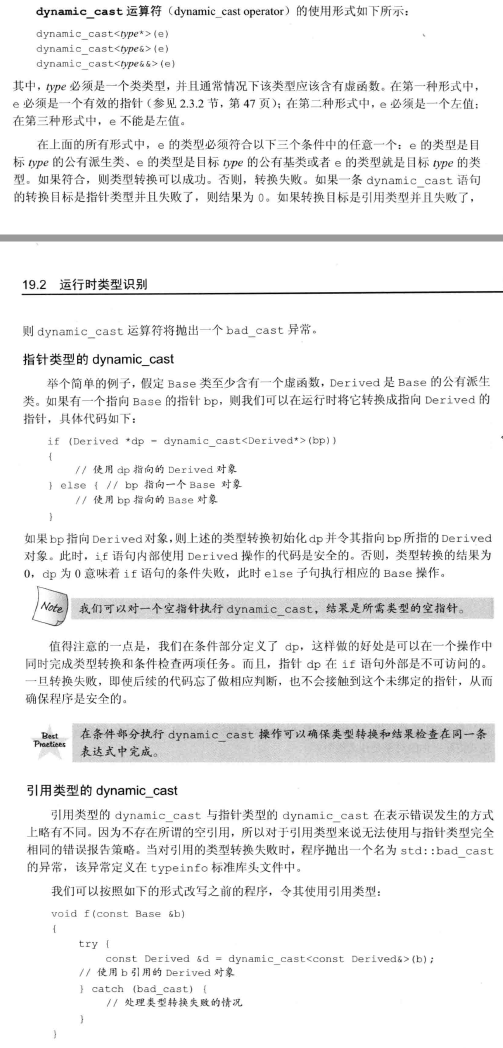 dynamic_cast 运算符（dynamic_cast operator）的使用形式如下所示：
dynamic_cast<type*>(e)
dynamic_cast<type&>(e)
dynamic_cast<type&&>(e)
其中，type 必须是一个类类型，并且通常情况下该类型应该含有虚函数。在第一种形式中，
e 必须是一个有效的指针（参见 2.3.2 节，第 47 页）；在第二种形式中，e 必须是一个左值；
在第三种形式中，e 不能是左值。
在上面的所有形式中，e 的类型必须符合以下三个条件中的任意一个：e 的类型是目
标 type 的公有派生类、e 的类型是目标 type 的公有基类或者 e 的类型就是目标 type 的类
型。如果符合，则类型转换可以成功。否则，转换失败。如果一条 dynamic_cast 语句
的转换目标是指针类型并且失败了，则结果为 0。如果转换目标是引用类型并且失败了，
19.2 运行时类型识别
则 dynamic_cast 运算符将抛出一个 bad_cast 异常。
指针类型的 dynamic_cast
举个简单的例子，假定 Base 类至少含有一个虚函数，Derived 是 Base 的公有派生
类。如果有一个指向 Base 的指针 bp，则我们可以在运行时将它转换成指向 Derived 的
指针，具体代码如下：
if (Derived *dp = dynamic_cast<Derived*>(bp))
{
// 使用 dp 指向的 Derived 对象
} else { // bp 指向一个 Base 对象
// 使用 bp 指向的 Base 对象
}
如果 bp 指向 Derived 对象，则上述的类型转换初始化 dp 并令其指向 bp 所指的 Derived
对象。此时，if 语句内部使用 Derived 操作的代码是安全的。否则，类型转换的结果为
0，dp 为 0 意味着 if 语句的条件失败，此时 else 子句执行相应的 Base 操作。
Note 我们可以对一个空指针执行 dynamic_cast，结果是所需类型的空指针。
值得注意的一点是，我们在条件部分定义了 dp，这样做的好处是可以在一个操作中
同时完成类型转换和条件检查两项任务。而且，指针 dp 在 if 语句外部是不可访问的。
一旦转换失败，即使后续的代码忘了做相应判断，也不会接触到这个未绑定的指针，从而
确保程序是安全的。
Best
Practices
在条件部分执行 dynamic_cast 操作可以确保类型转换和结果检查在同一条
表达式中完成。
引用类型的 dynamic_cast
引用类型的 dynamic_cast 与指针类型的 dynamic_cast 在表示错误发生的方式
上略有不同。因为不存在所谓的空引用，所以对于引用类型来说无法使用与指针类型完全
相同的错误报告策略。当对引用的类型转换失败时，程序抛出一个名为 std::bad_cast
的异常，该异常定义在 typeinfo 标准库头文件中。
我们可以按照如下的形式改写之前的程序，令其使用引用类型：
void f(const Base &b)
{
try {
const Derived &d = dynamic_cast<const Derived&>(b);
// 使用 b 引用的 Derived 对象
} catch (bad_cast) {
// 处理类型转换失败的情况
}
}